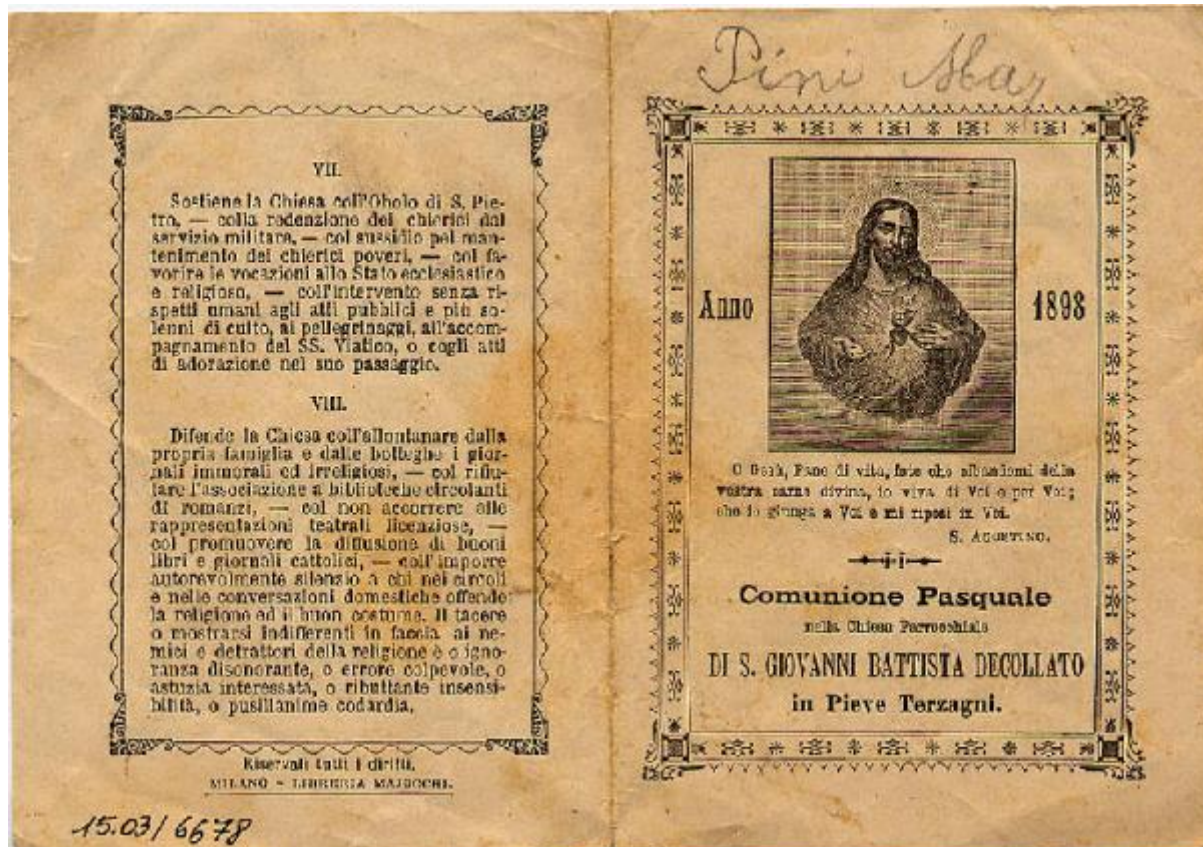 VII.
Sostiene la Chiesa coll'Obolo di S. Pie-
tro, — colla redenzione dei chierici dal
servizio militare, — col sussidio pel man-
tenimento dei chierici poveri, — col fa-
vorire le vocazioni allo Stato ecclesiastico
e religioso, — coll'intervento senza ri-
spetti umani agli atti pubblici e più so-
lenni di culto, ai pellegrinaggi, all'accom-
pagnamento del SS. Viatico, o cogli atti
di adorazione nel suo passaggio.
VIII.
Difende la Chiesa coll'allontanare dalla
propria famiglia e dalle botteghe i gior-
nali immorali ed irreligiosi, — col rifiu-
tare l'associazione a biblioteche circolanti
di romanzi, — col non accorrere alle
rappresentazioni teatrali licenziose, —
col promuovere la diffusione di buoni
libri e giornali cattolici, — coll'imporre
autorevolmente silenzio a chi nei circoli
e nelle conversazioni domestiche offende
la religione ed il buon costume. Il tacere
o mostrarsi indifferenti in faccia ai ne-
mici e detrattori della religione è o igno-
ranza disonorante, o errore colpevole, o
astuzia interessata, o ributtante insensi-
bilità, o pusillanime codardia.
Riservati tutti i diritti.
MILANO - LIBRERIA MAJOCCHI.
15.03/6678
Pini Mar
Anno 1898
O Gesù, Pane di vita, fate che cibandomi della
vostra carne divina, io viva di Voi e per Voi;
che io giunga a Voi e mi riposi in Voi.
S. AGOSTINO.
Comunione Pasquale
nella Chiesa Parrocchiale
DI S. GIOVANNI BATTISTA DECOLLATO
in Pieve Terzagni.